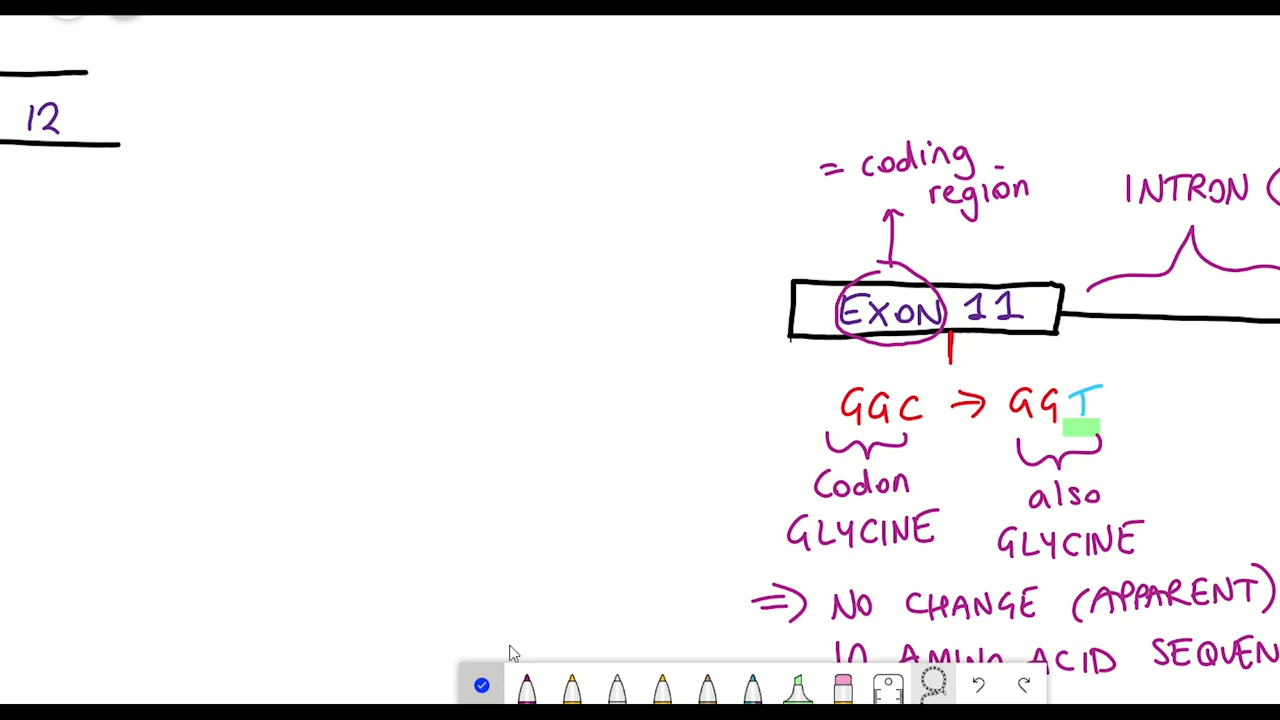 12
= coding
region
INTRON (
EXON 11
GGC ⇒ GGT
Codon
GLYCINE
also
GLYCINE
⇒ NO CHANGE (APPARENT)
IN AMINO ACID SEQUEN